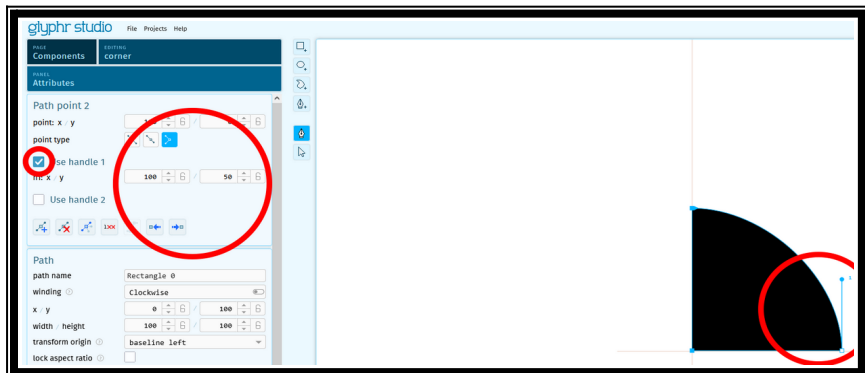 glyphr studio File Projects Help
PAGE EDITING
Components corner
PANEL
Attributes
Path point 2
point: x / y
point type
se handle 1
x / y 100 / 50
Use handle 2
Path
path name Rectangle 0
winding Clockwise
x / y 0 / 100
width / height 100 / 100
transform origin baseline left
lock aspect ratio